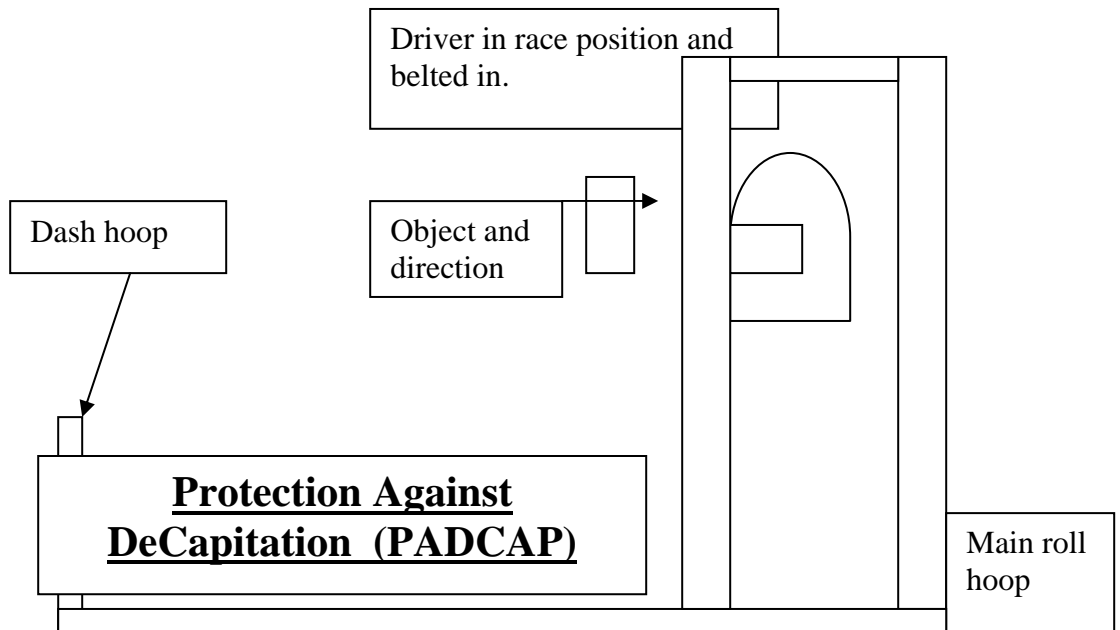 Driver in race position and
belted in.
Dash hoop
Object and
direction
Protection Against
DeCapitation (PADCAP)
Main roll
hoop